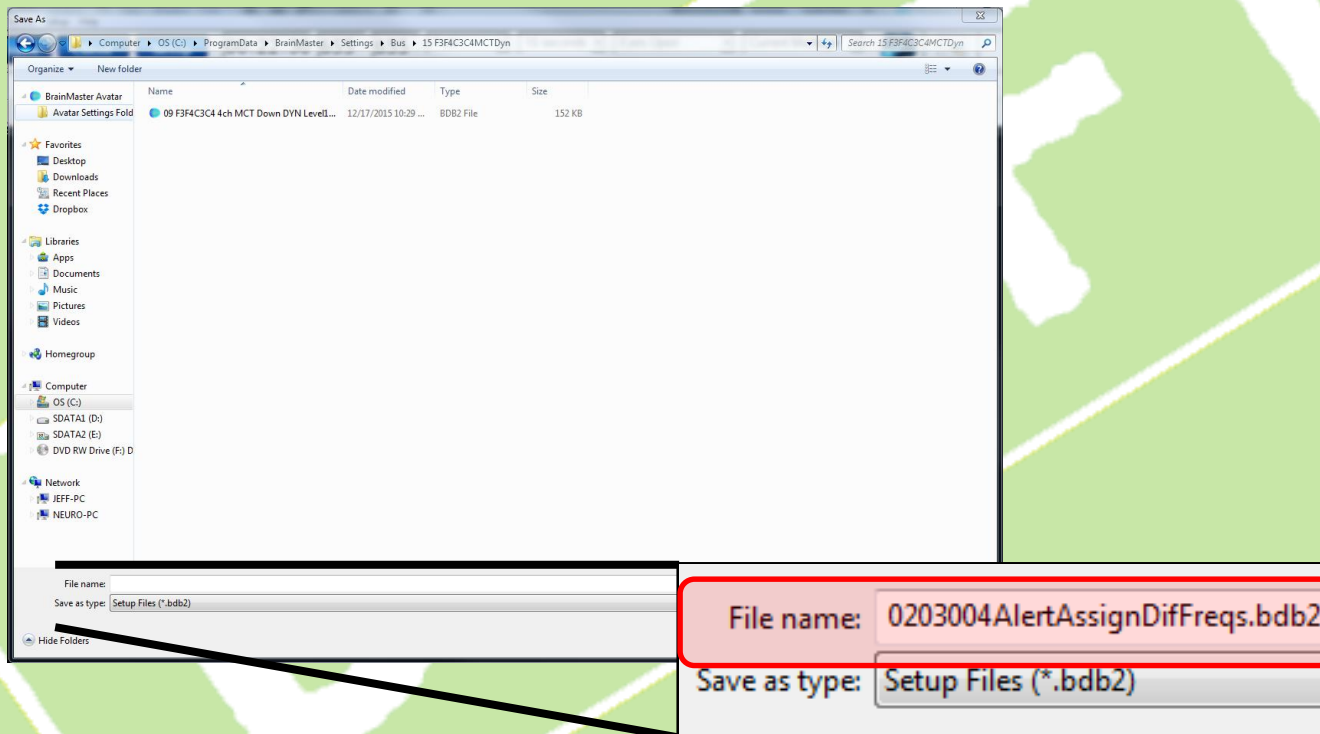 Save As
Computer OS (C:) ProgramData BrainMaster Settings Bus 15 F3F4C3C4MCTDyn
Search 15 F3F4C3C4MCTDyn
Organize New folder
BrainMaster Avatar
Avatar Settings Fold
Favorites
Desktop
Downloads
Recent Places
Dropbox
Libraries
Apps
Documents
Music
Pictures
Videos
Homegroup
Computer
OS (C:)
SDATA1 (D:)
SDATA2 (E:)
DVD RW Drive (F:) D
Network
JEFF-PC
NEURO-PC
Name Date modified Type Size
09 F3F4C3C4 4ch MCT Down DYN Level1... 12/17/2015 10:29 ... BDB2 File 152 KB
File name:
Save as type: Setup Files (*.bdb2)
Hide Folders
File name: 0203004AlertAssignDifFreqs.bdb2
Save as type: Setup Files (*.bdb2)